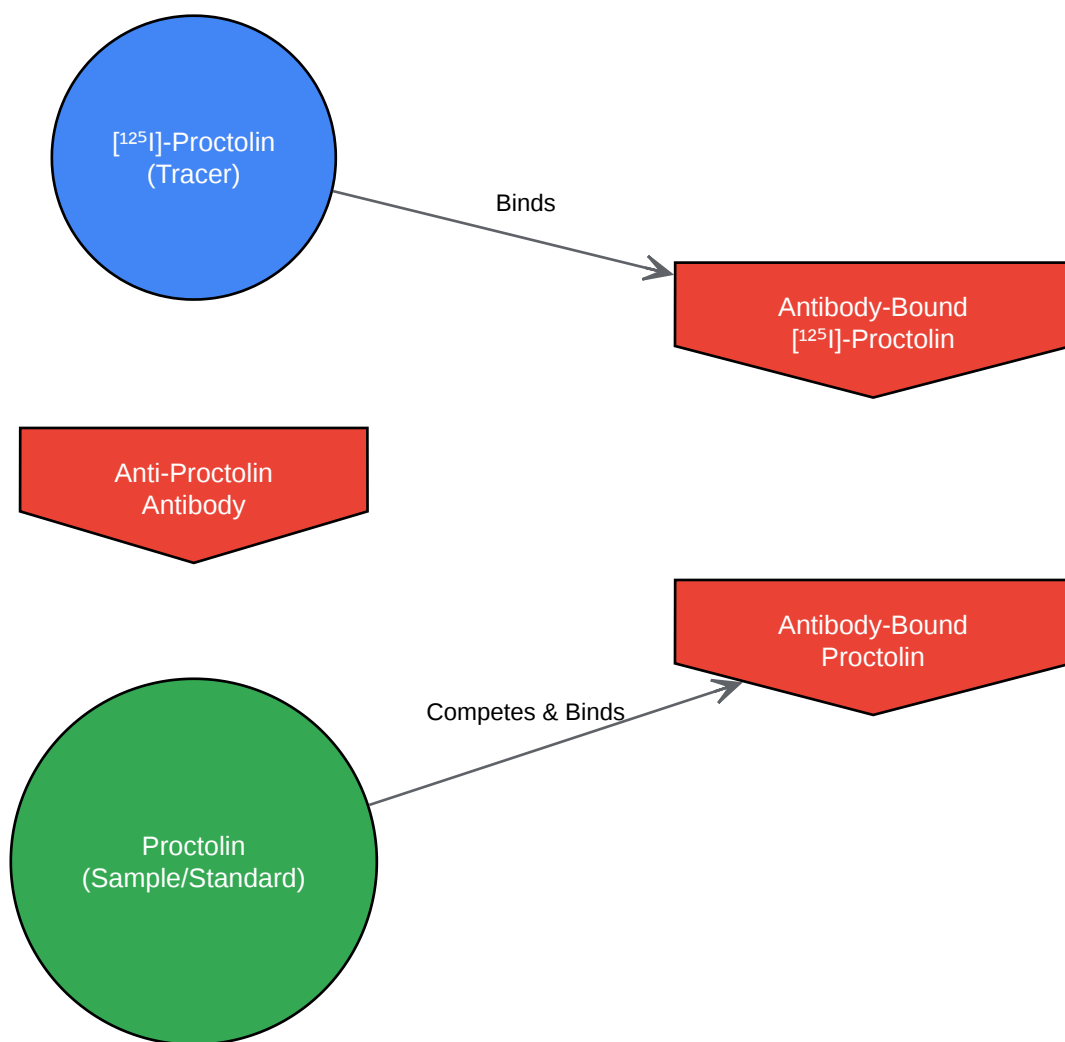 [¹²⁵I]-Proctolin
(Tracer)
Binds
Antibody-Bound
[¹²⁵I]-Proctolin
Anti-Proctolin
Antibody
Antibody-Bound
Proctolin
Competes & Binds
Proctolin
(Sample/Standard)